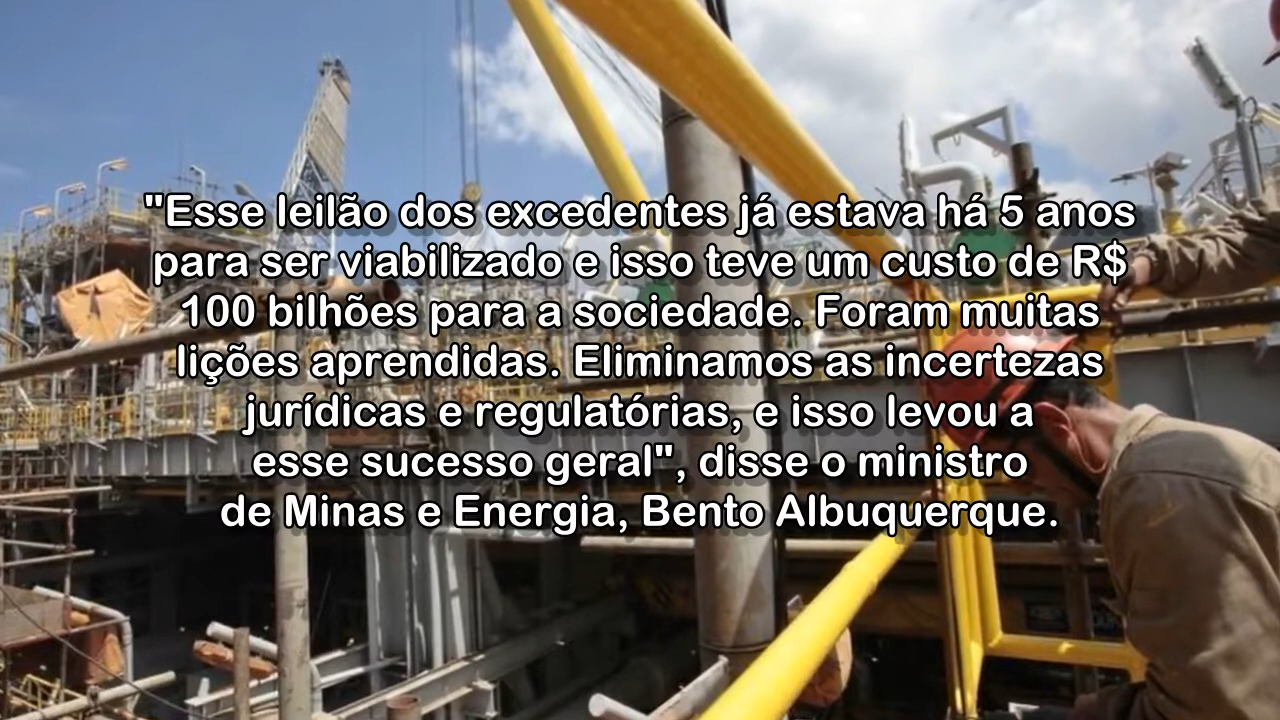 "Esse leilão dos excedentes já estava há 5 anos
para ser viabilizado e isso teve um custo de R$
100 bilhões para a sociedade. Foram muitas
lições aprendidas. Eliminamos as incertezas
jurídicas e regulatórias, e isso levou a
esse sucesso geral", disse o ministro
de Minas e Energia, Bento Albuquerque.